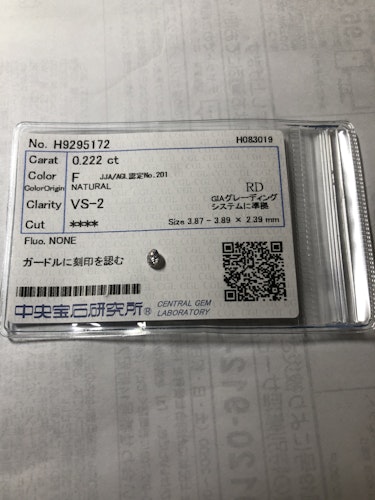 No. H9295172 H083019
Carat 0.222 ct
Color F JJA/AGL認定No.201
ColorOrigin NATURAL RD
Clarity VS-2 GIAグレーディング
システムに準拠
Cut **** Size 3.87 - 3.89 × 2.39 mm
Fluo. NONE
ガードルに刻印を認む
中央宝石研究所® CENTRAL GEM
LABORATORY